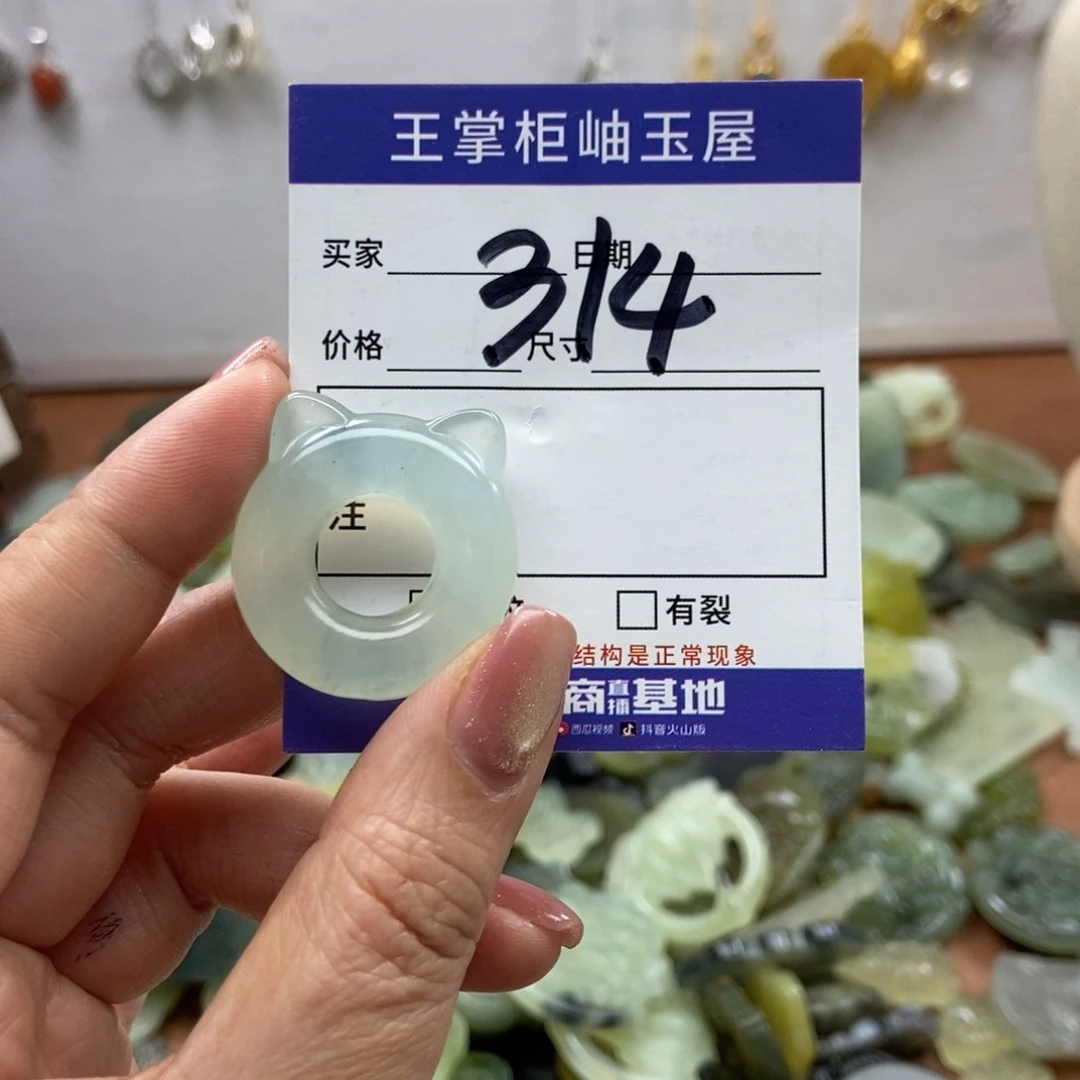 王掌柜岫玉屋
314
买家 日期
价格 尺寸
注
有裂
结构是正常现象
商直播基地
西瓜视频 抖音火山版